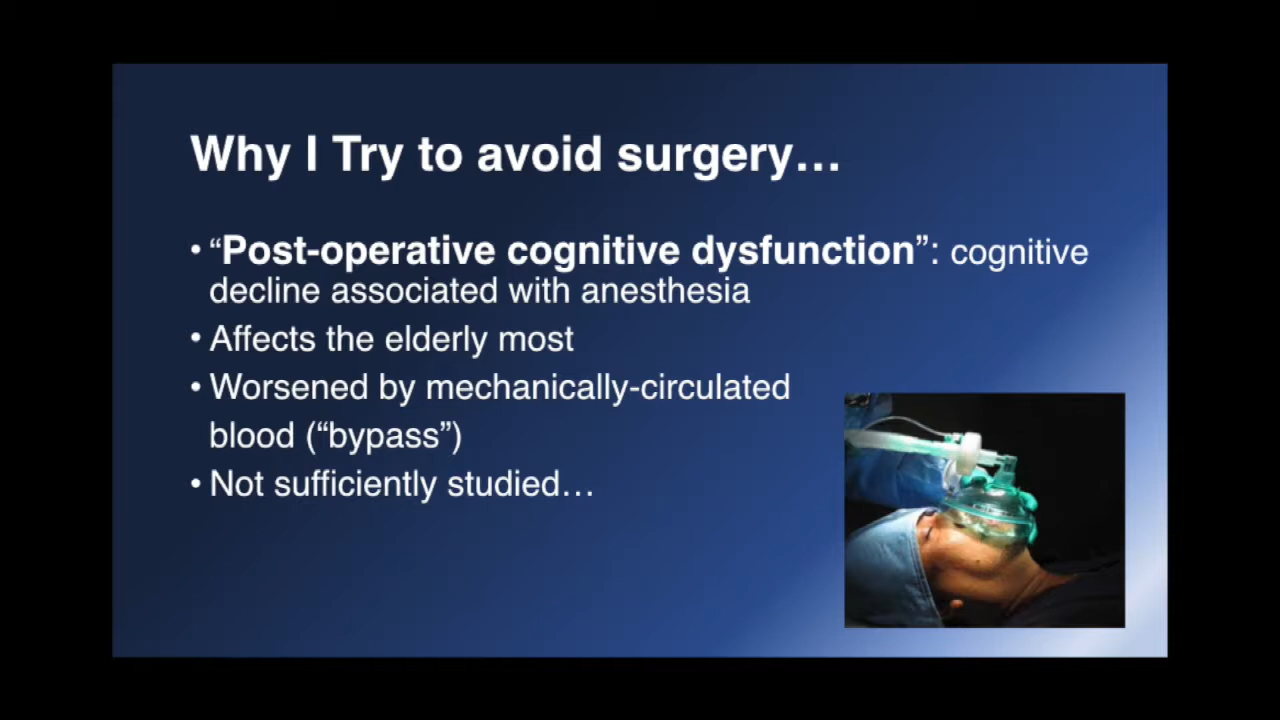 Why I Try to avoid surgery…
• “Post-operative cognitive dysfunction”: cognitive
decline associated with anesthesia
• Affects the elderly most
• Worsened by mechanically-circulated
blood (“bypass”)
• Not sufficiently studied…